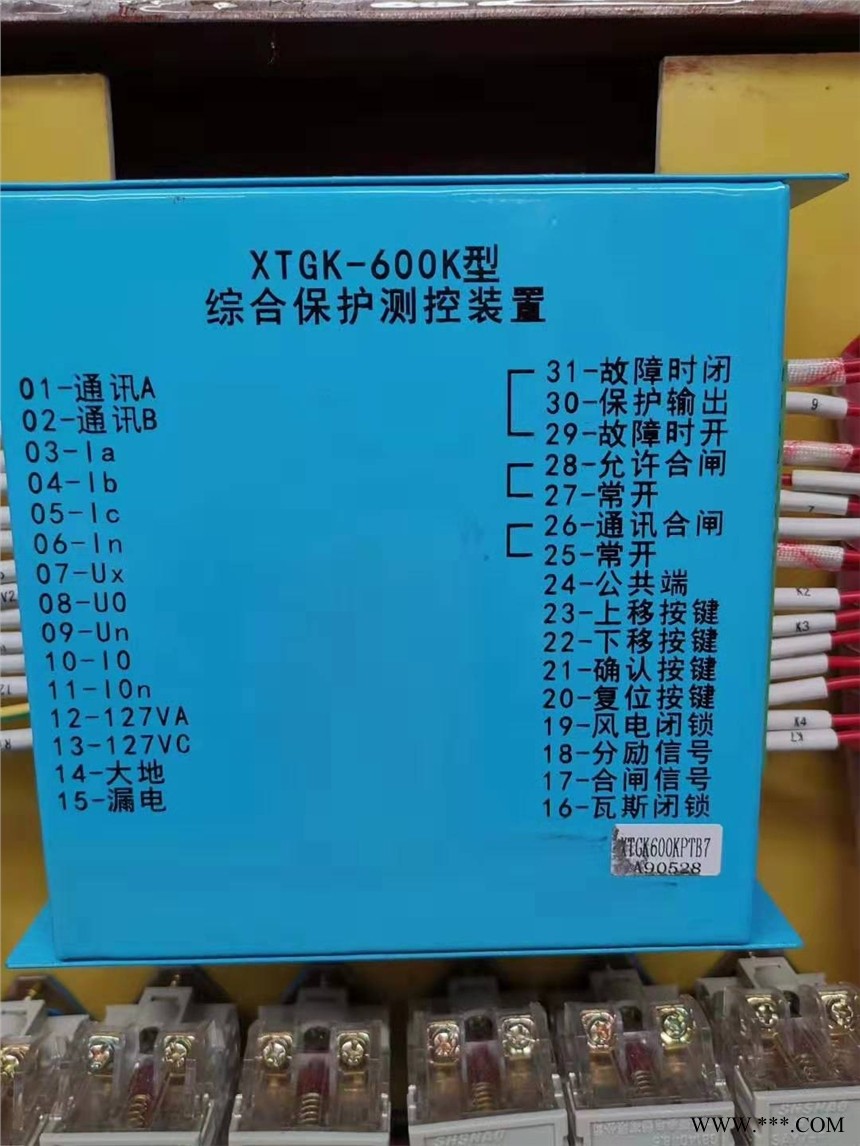 XTGK-600K型
综合保护测控装置
01-通讯A
02-通讯B
03-Ia
04-Ib
05-Ic
06-In
07-Ux
08-U0
09-Un
10-I0
11-I0n
12-127VA
13-127VC
14-大地
15-漏电
31-故障时闭
30-保护输出
29-故障时开
28-允许合闸
27-常开
26-通讯合闸
25-常开
24-公共端
23-上移按键
22-下移按键
21-确认按键
20-复位按键
19-风电闭锁
18-分励信号
17-合闸信号
16-瓦斯闭锁
XTGK600KPTB7
A90528
9
K2
K3
K4
V2
WWW.***.COM